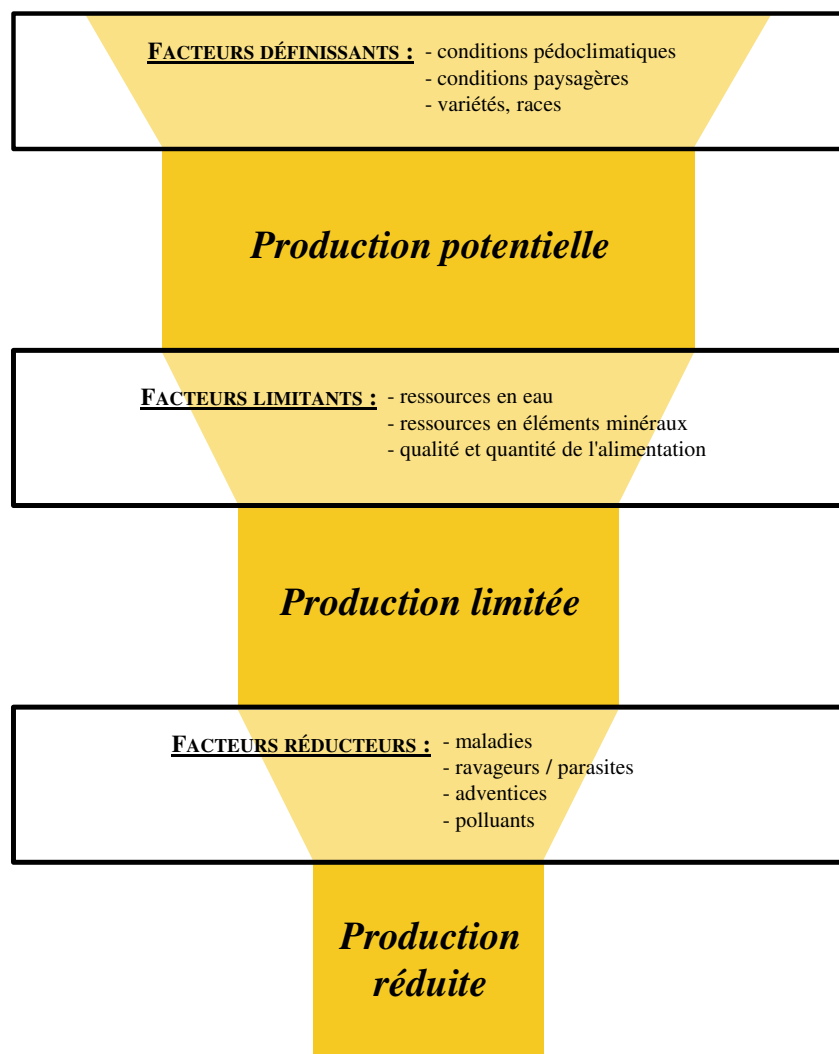 FACTEURS DÉFINISSANTS : - conditions pédoclimatiques
- conditions paysagères
- variétés, races
Production potentielle
FACTEURS LIMITANTS : - ressources en eau
- ressources en éléments minéraux
- qualité et quantité de l'alimentation
Production limitée
FACTEURS RÉDUCTEURS : - maladies
- ravageurs / parasites
- adventices
- polluants
Production
réduite